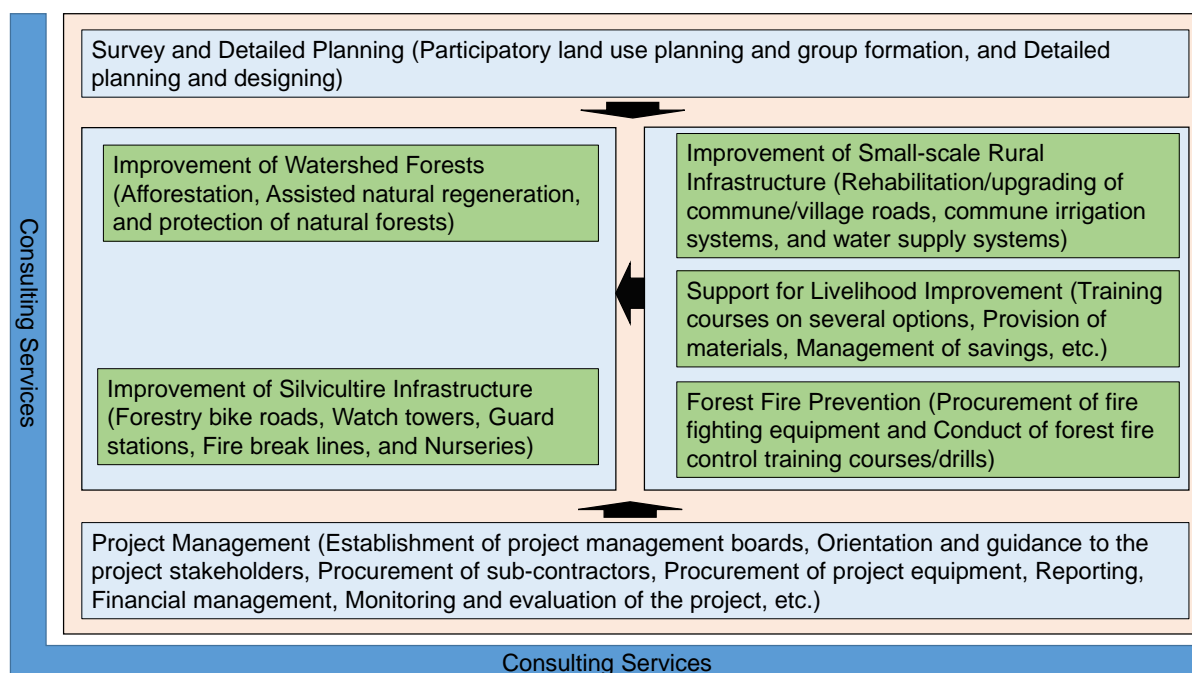 Consulting Services
Survey and Detailed Planning (Participatory land use planning and group formation, and Detailed
planning and designing)
Improvement of Watershed Forests
(Afforestation, Assisted natural regeneration,
and protection of natural forests)
Improvement of Silvicultire Infrastructure
(Forestry bike roads, Watch towers, Guard
stations, Fire break lines, and Nurseries)
Improvement of Small-scale Rural
Infrastructure (Rehabilitation/upgrading of
commune/village roads, commune irrigation
systems, and water supply systems)
Support for Livelihood Improvement (Training
courses on several options, Provision of
materials, Management of savings, etc.)
Forest Fire Prevention (Procurement of fire
fighting equipment and Conduct of forest fire
control training courses/drills)
Project Management (Establishment of project management boards, Orientation and guidance to the
project stakeholders, Procurement of sub-contractors, Procurement of project equipment, Reporting,
Financial management, Monitoring and evaluation of the project, etc.)
Consulting Services